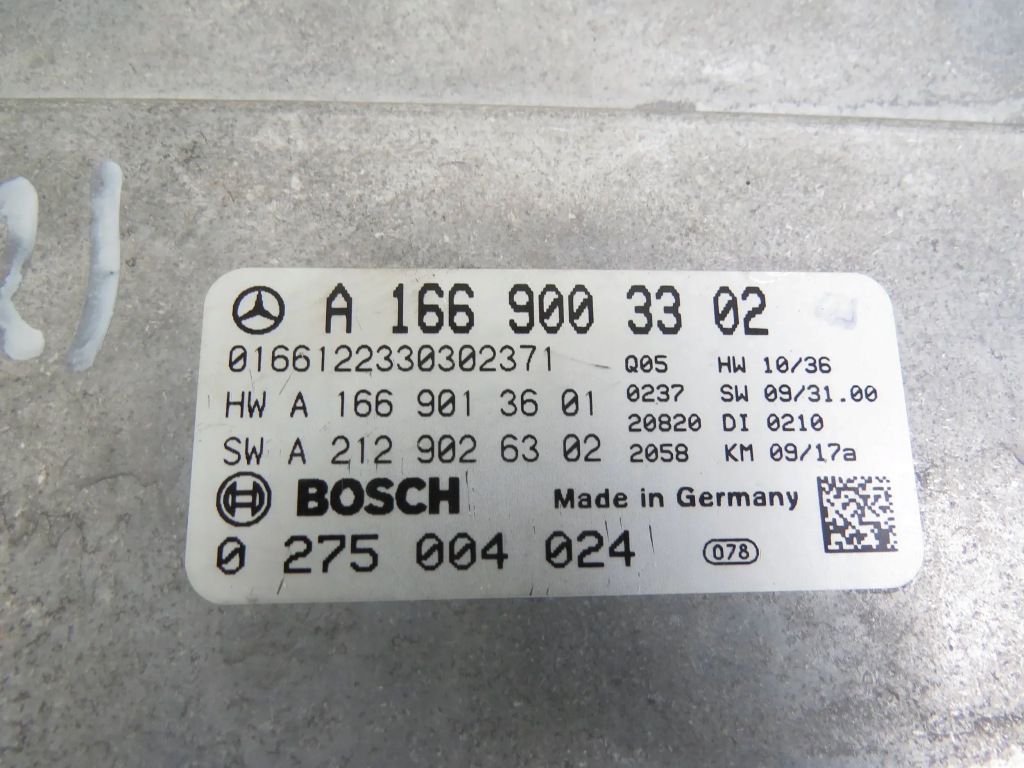 21
A 166 900 33 02
0166122330302371 Q05 HW 10/36
HW A 166 901 36 01 0237 SW 09/31.00
20820 DI 0210
SW A 212 902 63 02 2058 KM 09/17a
BOSCH Made in Germany
0 275 004 024 078